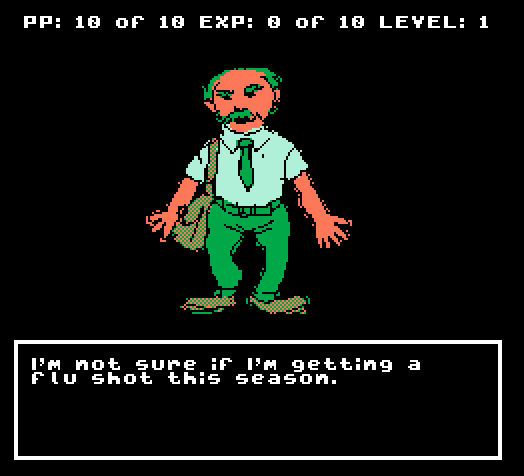 PP: 10 of 10 EXP: 0 of 10 LEVEL: 1
I'm not sure if I'm getting a
flu shot this season.